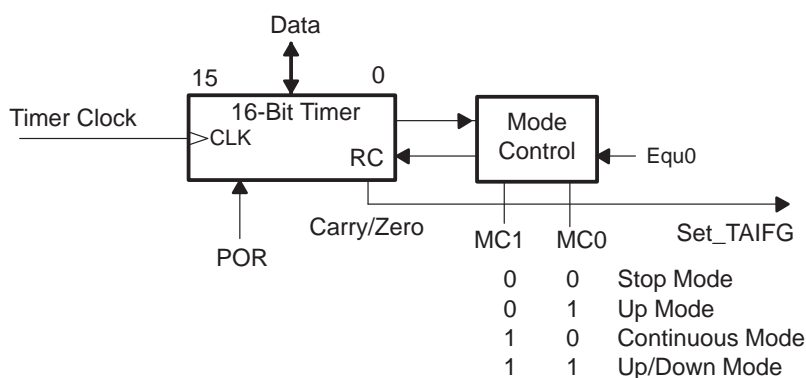 Data
15 0
16-Bit Timer
Timer Clock
CLK
RC
Mode
Control
Equ0
POR
Carry/Zero
MC1 MC0
Set_TAIFG
0 0 Stop Mode
0 1 Up Mode
1 0 Continuous Mode
1 1 Up/Down Mode